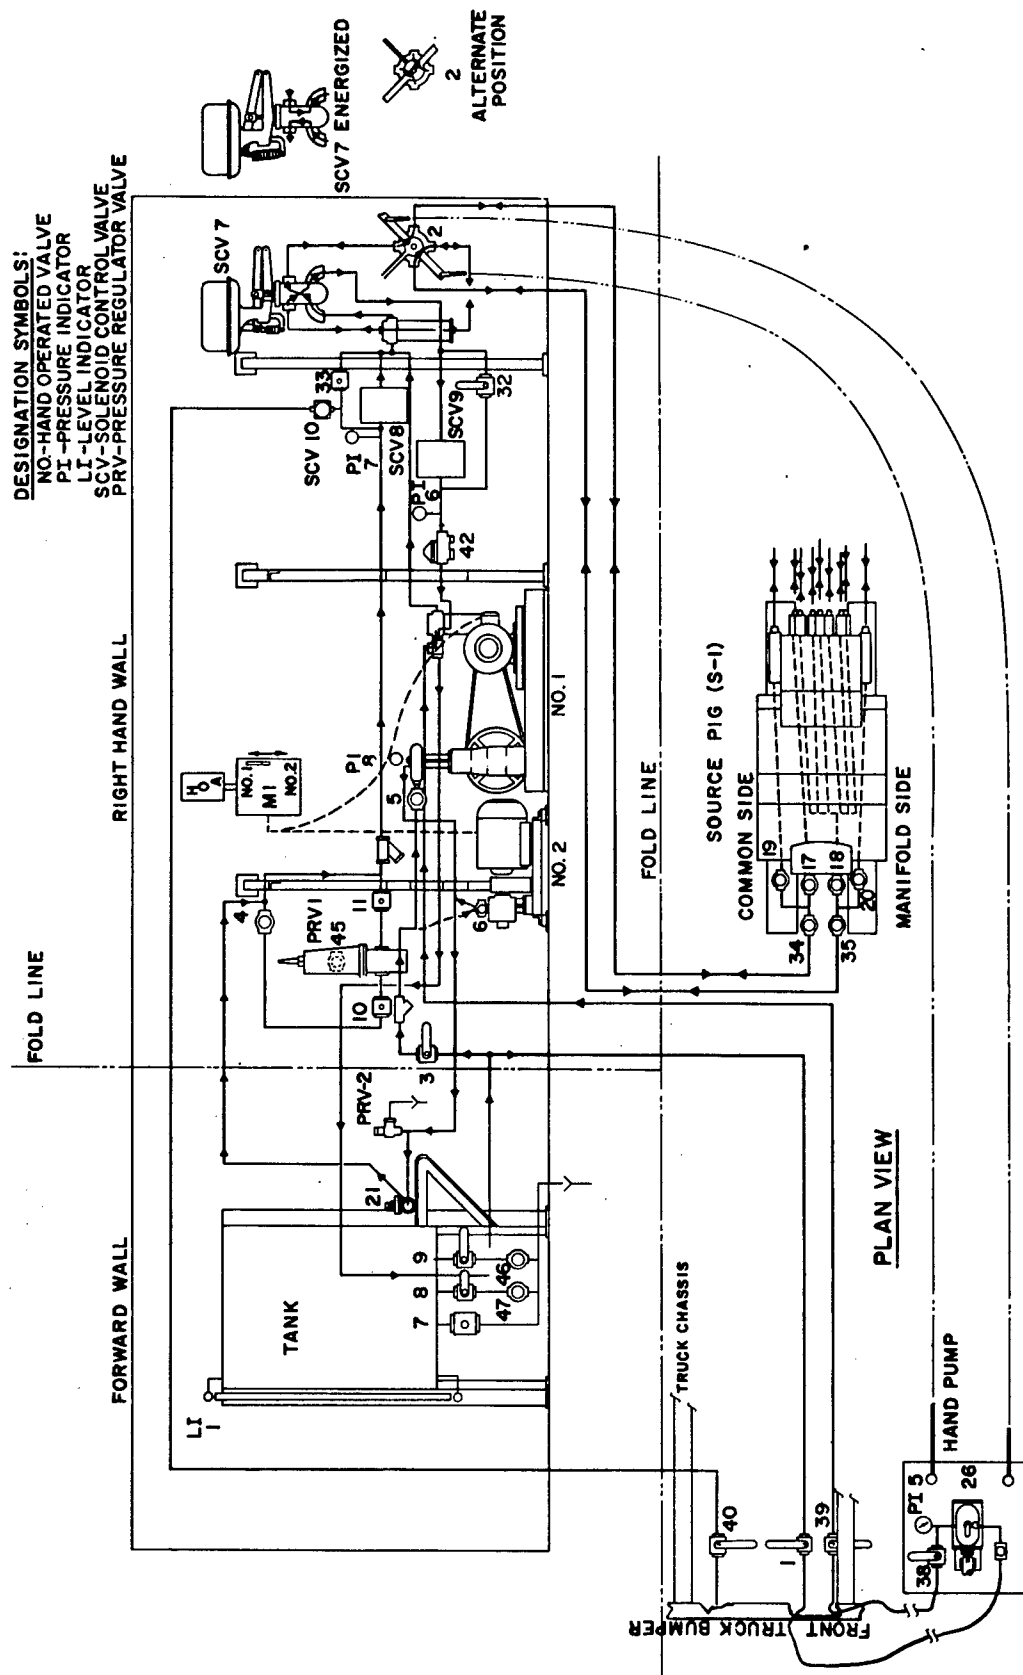 DESIGNATION SYMBOLS:
NO.-HAND OPERATED VALVE
PI-PRESSURE INDICATOR
LI-LEVEL INDICATOR
SCV-SOLENOID CONTROL VALVE
PRV-PRESSURE REGULATOR VALVE
SCV7 ENERGIZED
2
ALTERNATE
POSITION
FORWARD WALL
FOLD LINE
RIGHT HAND WALL
LI
1
TANK
7
8
9
47
46
21
PRV-2
3
10
PRV1
45
11
4
H
O
A
NO.1
M1
NO.2
PI
8
5
6
NO. 2
NO. 1
42
PI
6
SCV9
32
SCV 10
PI
7
SCV8
33
SCV 7
2
FOLD LINE
SOURCE PIG (S-1)
COMMON SIDE
19
17
18
20
34
35
MANIFOLD SIDE
PLAN VIEW
TRUCK CHASSIS
40
1
39
FRONT TRUCK BUMPER
HAND PUMP
PI 5
26
38